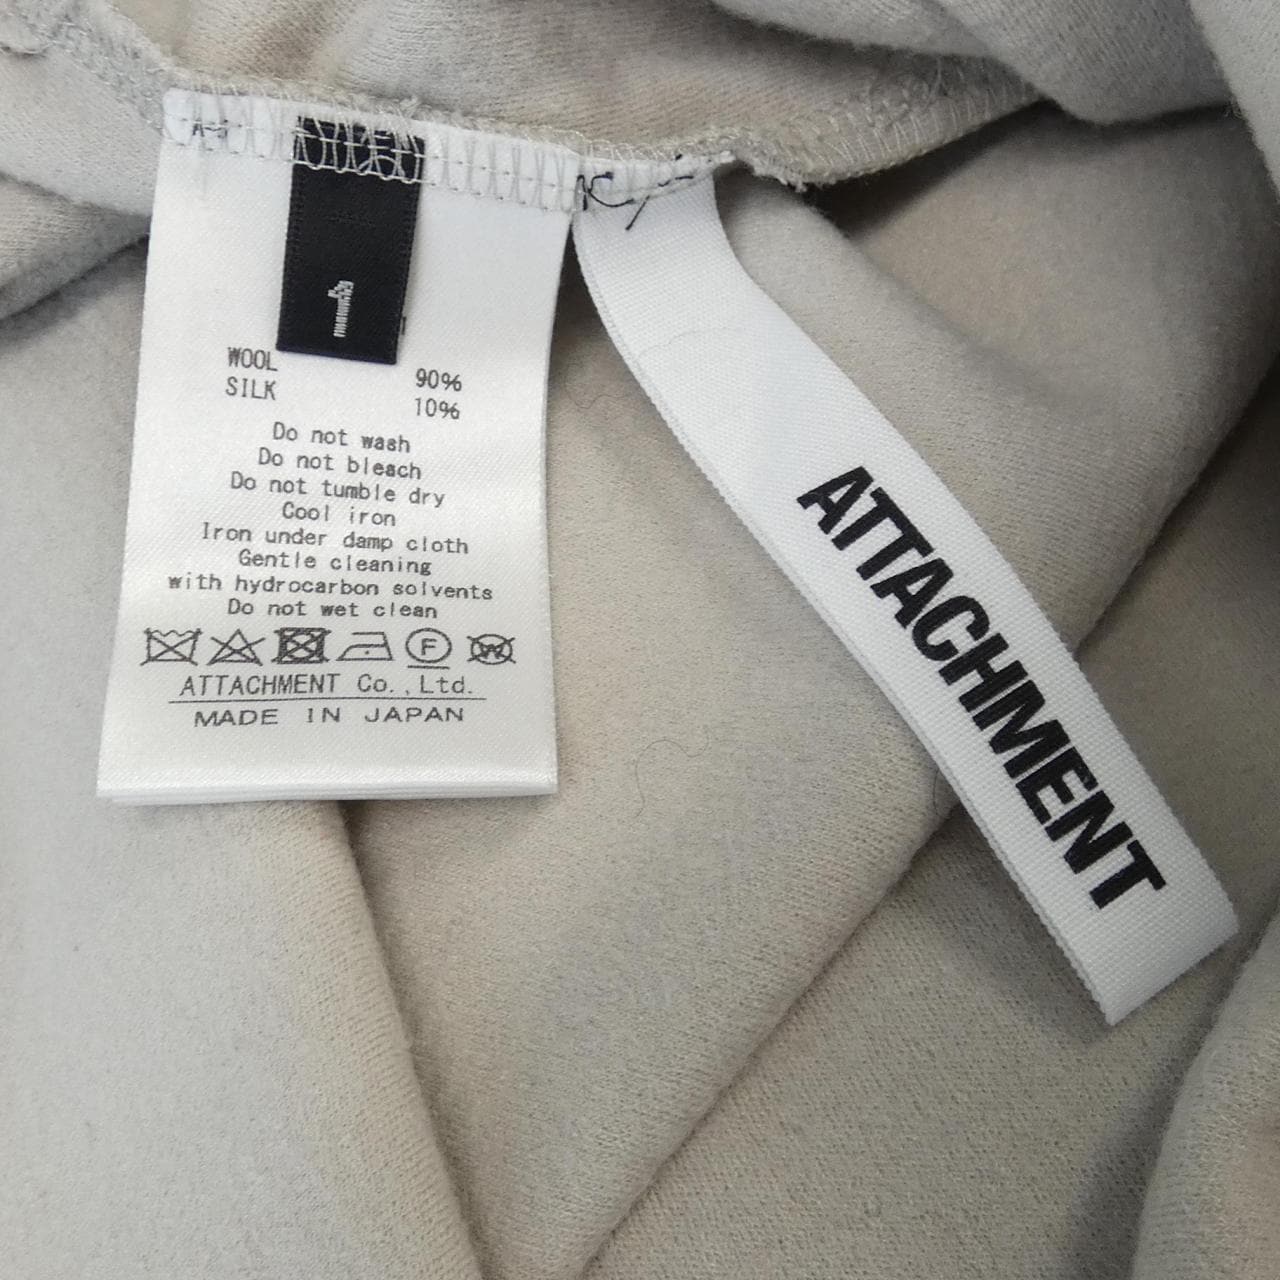 1
WOOL 90%
SILK 10%
Do not wash
Do not bleach
Do not tumble dry
Cool iron
Iron under damp cloth
Gentle cleaning
with hydrocarbon solvents
Do not wet clean
F W
ATTACHMENT Co.,Ltd.
MADE IN JAPAN
ATTACHMENT